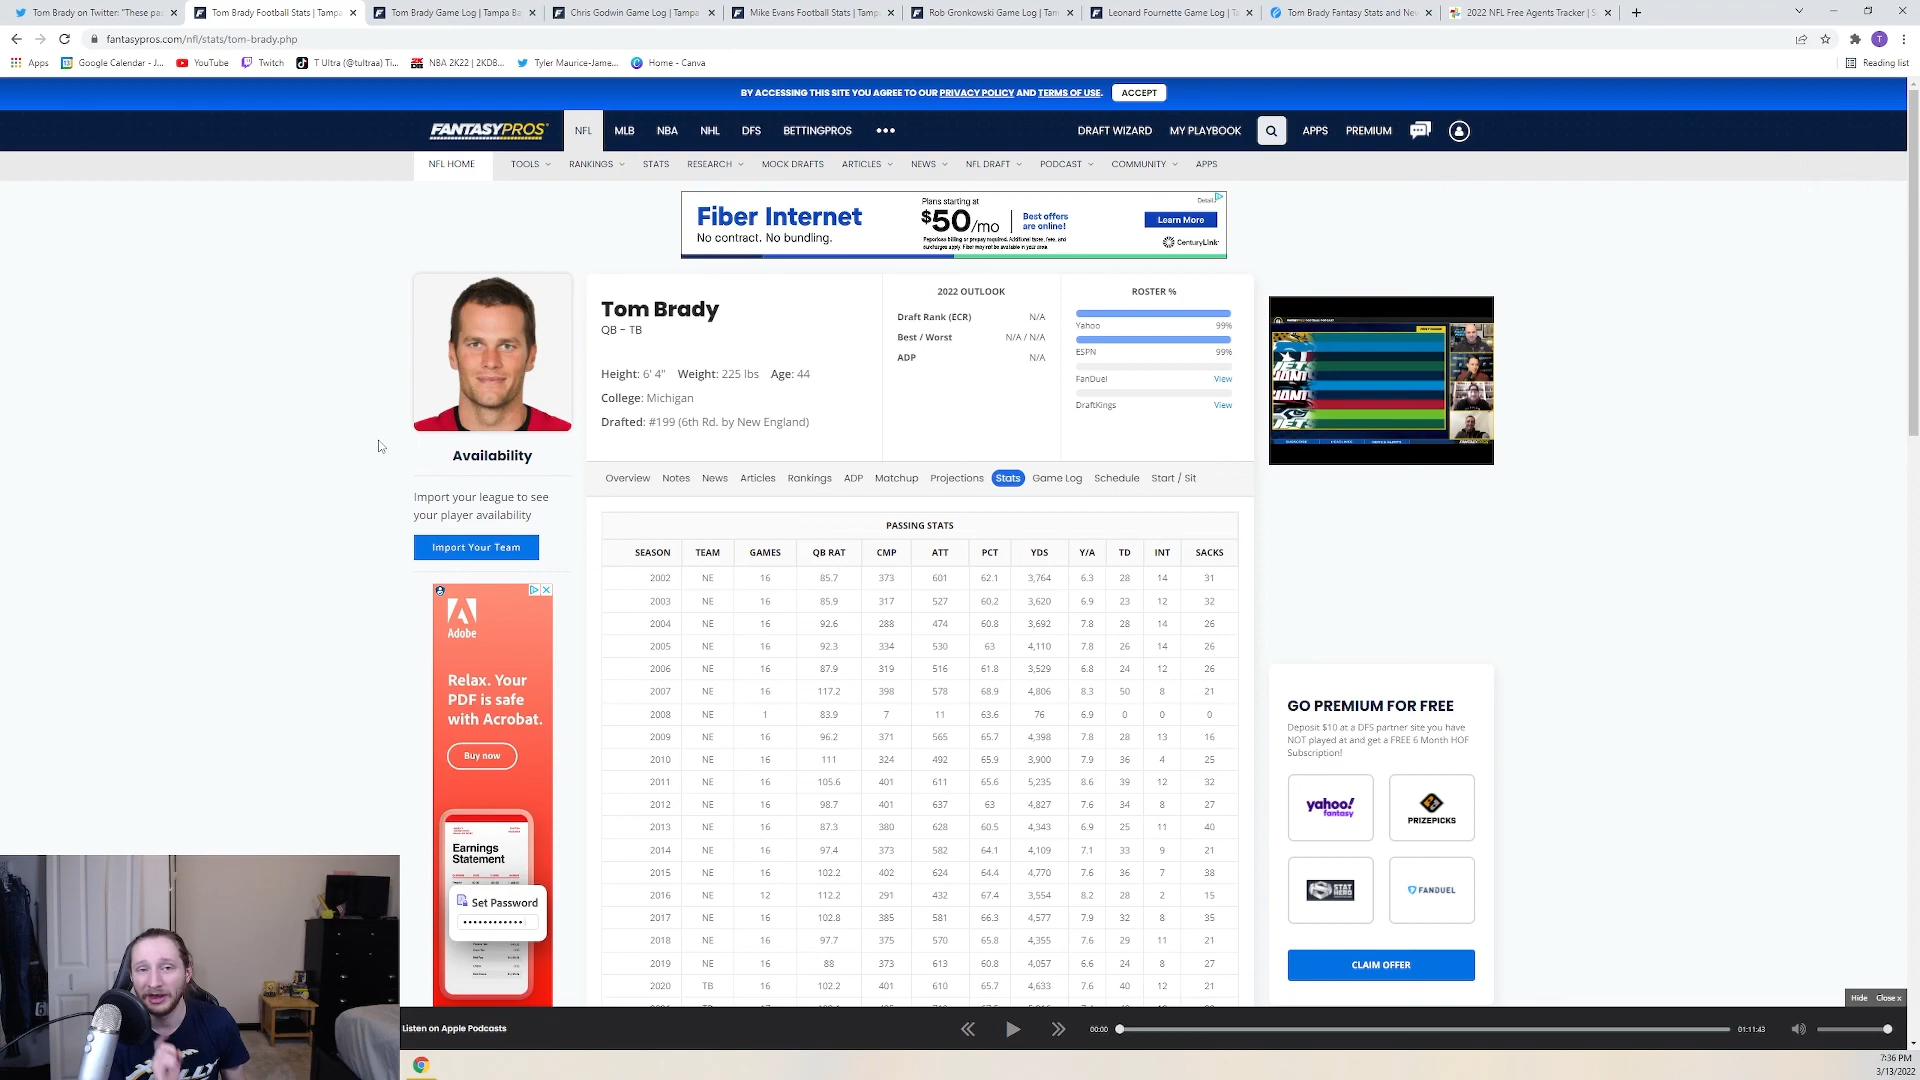 Tom Brady on Twitter: "These pas
Tom Brady Football Stats | Tampa
Tom Brady Game Log | Tampa Ba
Chris Godwin Game Log | Tampa
Mike Evans Football Stats | Tampa
Rob Gronkowski Game Log | Tam
Leonard Fournette Game Log | Ta
Tom Brady Fantasy Stats and New
2022 NFL Free Agents Tracker | S
fantasypros.com/nfl/stats/tom-brady.php
T
Apps
Google Calendar - J...
YouTube
Twitch
T Ultra (@tultraa) Ti...
NBA 2K22 | 2KDB...
Tyler Maurice-Jame...
Home - Canva
Reading list
BY ACCESSING THIS SITE YOU AGREE TO OUR PRIVACY POLICY AND TERMS OF USE.
ACCEPT
FANTASYPROS
NFL
MLB
NBA
NHL
DFS
BETTINGPROS
DRAFT WIZARD
MY PLAYBOOK
APPS
PREMIUM
NFL HOME
TOOLS
RANKINGS
STATS
RESEARCH
MOCK DRAFTS
ARTICLES
NEWS
NFL DRAFT
PODCAST
COMMUNITY
APPS
Fiber Internet
No contract. No bundling.
Plans starting at
$50/mo
Best offers
are online!
Learn More
CenturyLink
Tom Brady
QB - TB
Height: 6' 4" Weight: 225 lbs Age: 44
College: Michigan
Drafted: #199 (6th Rd. by New England)
2022 OUTLOOK
Draft Rank (ECR) N/A
Best / Worst N/A / N/A
ADP N/A
ROSTER %
Yahoo 99%
ESPN 99%
FanDuel View
DraftKings View
Availability
Import your league to see
your player availability
Import Your Team
Overview Notes News Articles Rankings ADP Matchup Projections Stats Game Log Schedule Start / Sit
PASSING STATS
SEASON TEAM GAMES QB RAT CMP ATT PCT YDS Y/A TD INT SACKS
2002 NE 16 85.7 373 601 62.1 3,764 6.3 28 14 31
2003 NE 16 85.9 317 527 60.2 3,620 6.9 23 12 32
2004 NE 16 92.6 288 474 60.8 3,692 7.8 28 14 26
2005 NE 16 92.3 334 530 63 4,110 7.8 26 14 26
2006 NE 16 87.9 319 516 61.8 3,529 6.8 24 12 26
2007 NE 16 117.2 398 578 68.9 4,806 8.3 50 8 21
2008 NE 1 83.9 7 11 63.6 76 6.9 0 0 0
2009 NE 16 96.2 371 565 65.7 4,398 7.8 28 13 16
2010 NE 16 111 324 492 65.9 3,900 7.9 36 4 25
2011 NE 16 105.6 401 611 65.6 5,235 8.6 39 12 32
2012 NE 16 98.7 401 637 63 4,827 7.6 34 8 27
2013 NE 16 87.3 380 628 60.5 4,343 6.9 25 11 40
2014 NE 16 97.4 373 582 64.1 4,109 7.1 33 9 21
2015 NE 16 102.2 402 624 64.4 4,770 7.6 36 7 38
2016 NE 12 112.2 291 432 67.4 3,554 8.2 28 2 15
2017 NE 16 102.8 385 581 66.3 4,577 7.9 32 8 35
2018 NE 16 97.7 375 570 65.8 4,355 7.6 29 11 21
2019 NE 16 88 373 613 60.8 4,057 6.6 24 8 27
2020 TB 16 102.2 401 610 65.7 4,633 7.6 40 12 21
Adobe
Relax. Your
PDF is safe
with Acrobat.
Buy now
Earnings
Statement
Set Password
GO PREMIUM FOR FREE
Deposit $10 at a DFS partner site you have
NOT played at and get a FREE 6 Month HOF
Subscription!
yahoo!
fantasy
PRIZEPICKS
STAT
HERO
FANDUEL
CLAIM OFFER
Hide Close x
Listen on Apple Podcasts
00:00
01:11:43
7:36 PM
3/13/2022